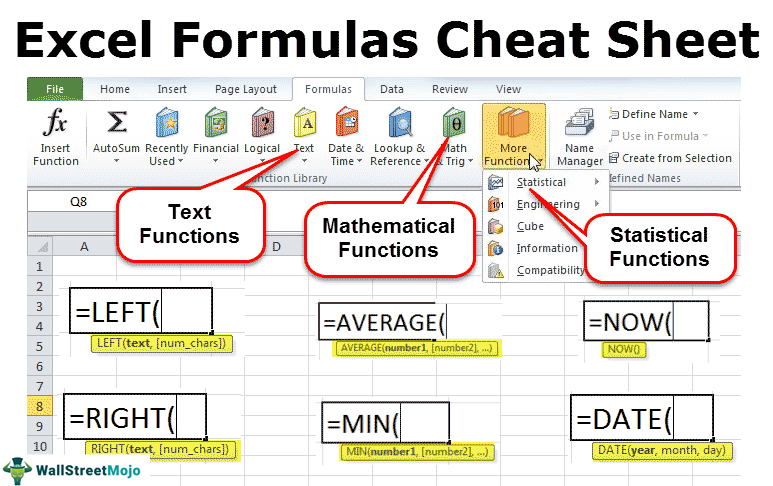 Excel Formulas Cheat Sheet
File Home Insert Page Layout Formulas Data Review View
fx Σ A θ
Insert Function
AutoSum
Recently Used
Financial
Logical
Text
Date & Time
Lookup & Reference
Math & Trig
More Functions
Name Manager
Define Name
Use in Formula
Create from Selection
Function Library
efined Names
Statistical
Engineering
Cube
Information
Compatibility
Text
Functions
Mathematical
Functions
Statistical
Functions
Q8
A D
1
2
3
4
5
6
7
8
9
10
=LEFT(
LEFT(text, [num_chars])
=AVERAGE(
AVERAGE(number1, [number2], ...)
=NOW(
NOW()
=RIGHT(
RIGHT(text, [num_chars])
=MIN(
MIN(number1, [number2], ...)
=DATE(
DATE(year, month, day)
WallStreetMojo